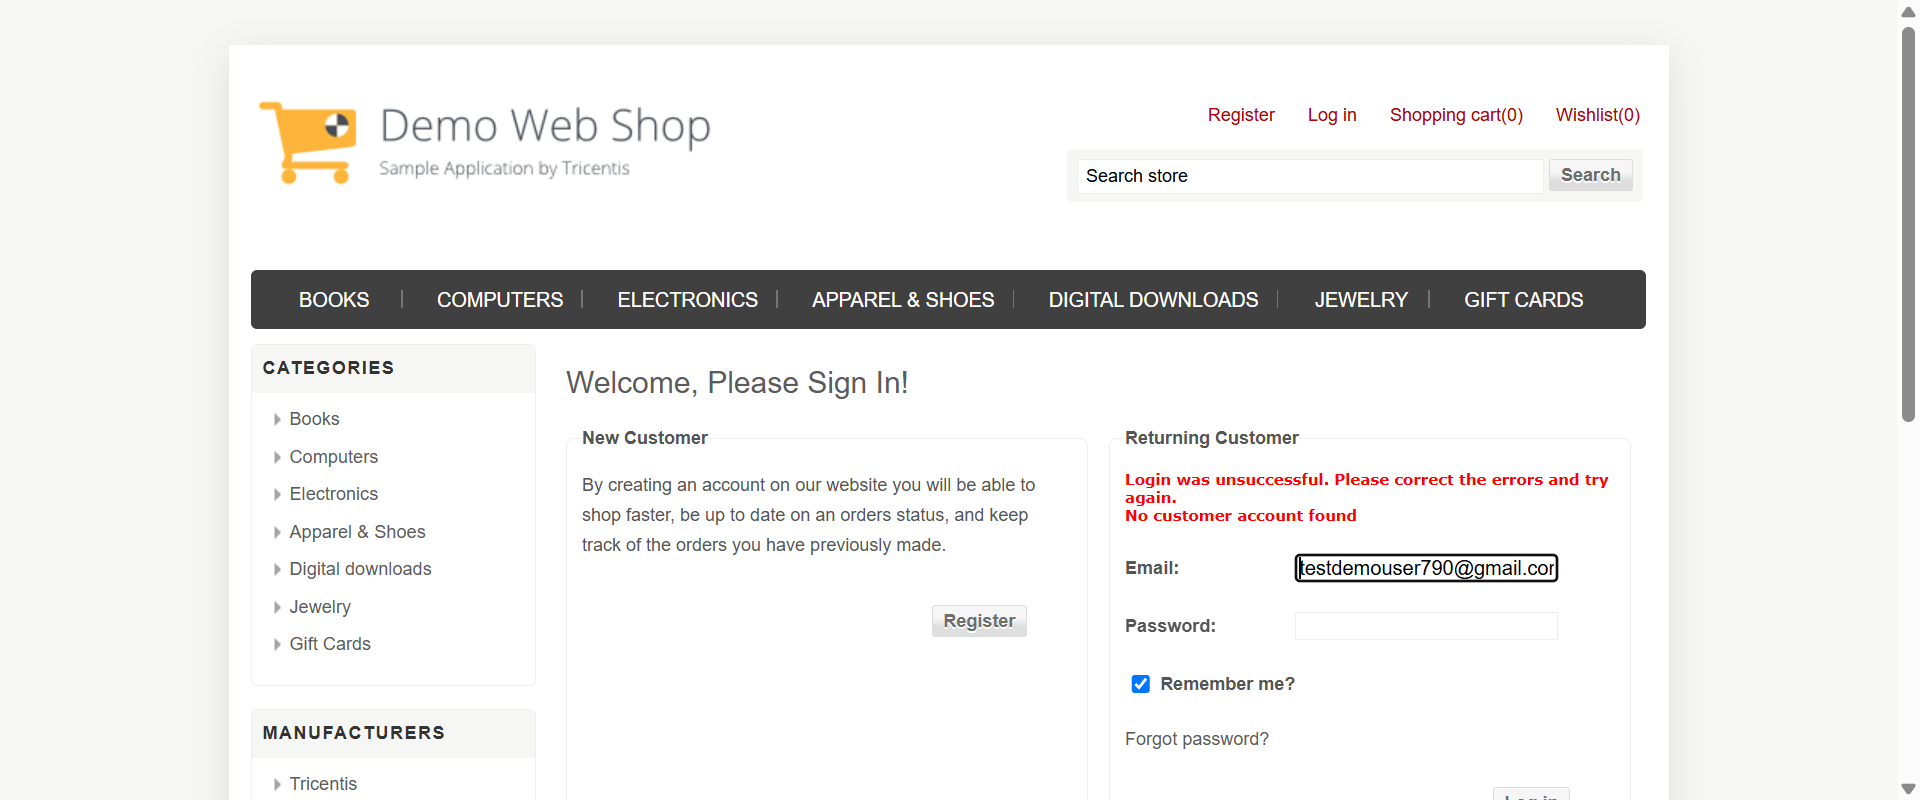 Demo Web Shop
Sample Application by Tricentis
Register Log in Shopping cart(0) Wishlist(0)
Search store Search
BOOKS COMPUTERS ELECTRONICS APPAREL & SHOES DIGITAL DOWNLOADS JEWELRY GIFT CARDS
CATEGORIES
Books
Computers
Electronics
Apparel & Shoes
Digital downloads
Jewelry
Gift Cards
MANUFACTURERS
Tricentis
Welcome, Please Sign In!
New Customer
By creating an account on our website you will be able to
shop faster, be up to date on an orders status, and keep
track of the orders you have previously made.
Register
Returning Customer
Login was unsuccessful. Please correct the errors and try
again.
No customer account found
Email: testdemouser790@gmail.cor
Password:
Remember me?
Forgot password?
Log in